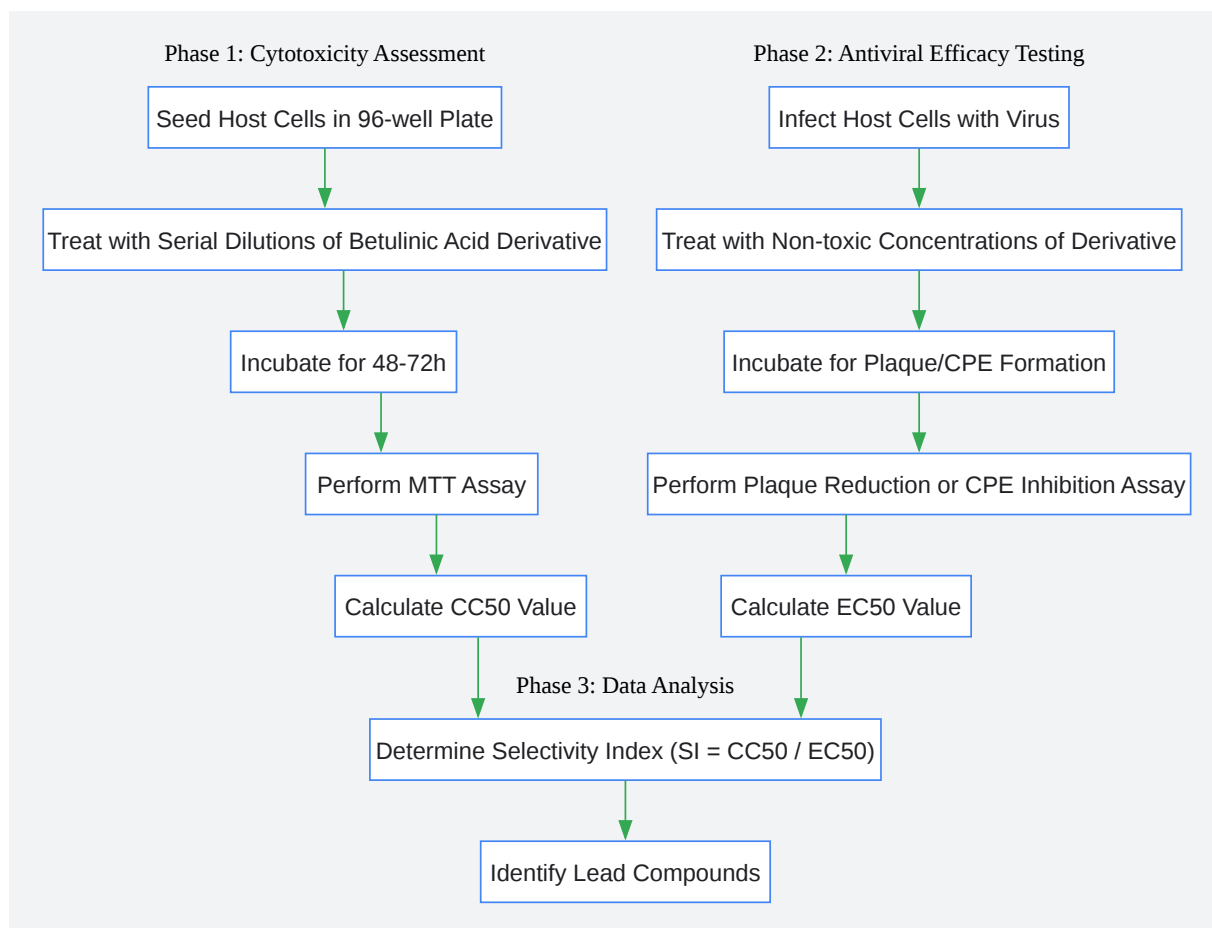 Phase 1: Cytotoxicity Assessment
Seed Host Cells in 96-well Plate
Treat with Serial Dilutions of Betulinic Acid Derivative
Incubate for 48-72h
Perform MTT Assay
Calculate CC50 Value
Phase 2: Antiviral Efficacy Testing
Infect Host Cells with Virus
Treat with Non-toxic Concentrations of Derivative
Incubate for Plaque/CPE Formation
Perform Plaque Reduction or CPE Inhibition Assay
Calculate EC50 Value
Phase 3: Data Analysis
Determine Selectivity Index (SI = CC50 / EC50)
Identify Lead Compounds